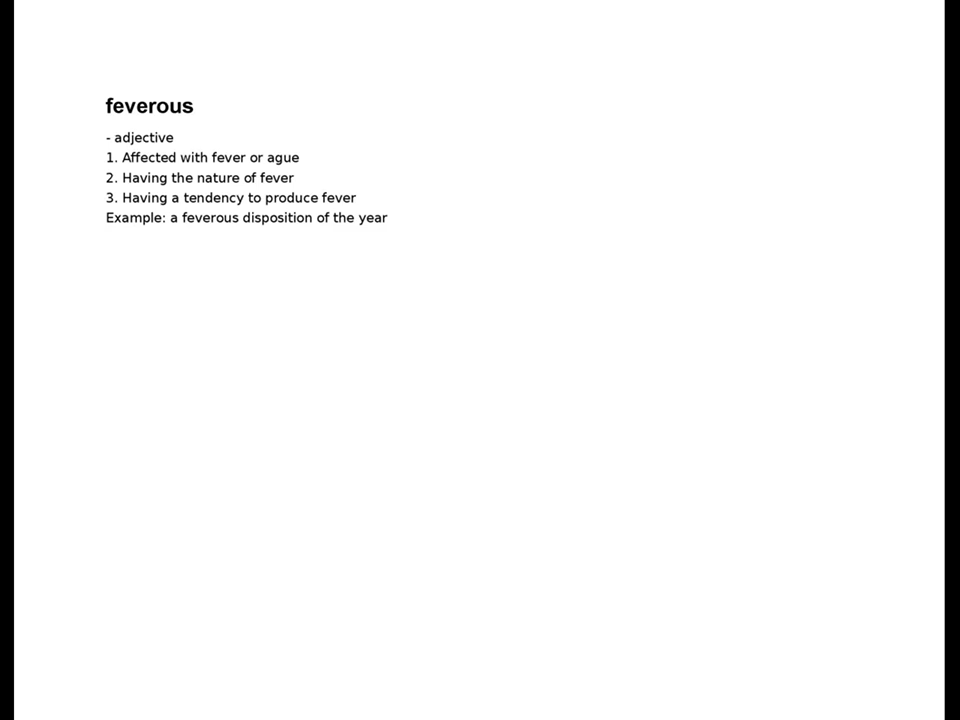 feverous
- adjective
1. Affected with fever or ague
2. Having the nature of fever
3. Having a tendency to produce fever
Example: a feverous disposition of the year